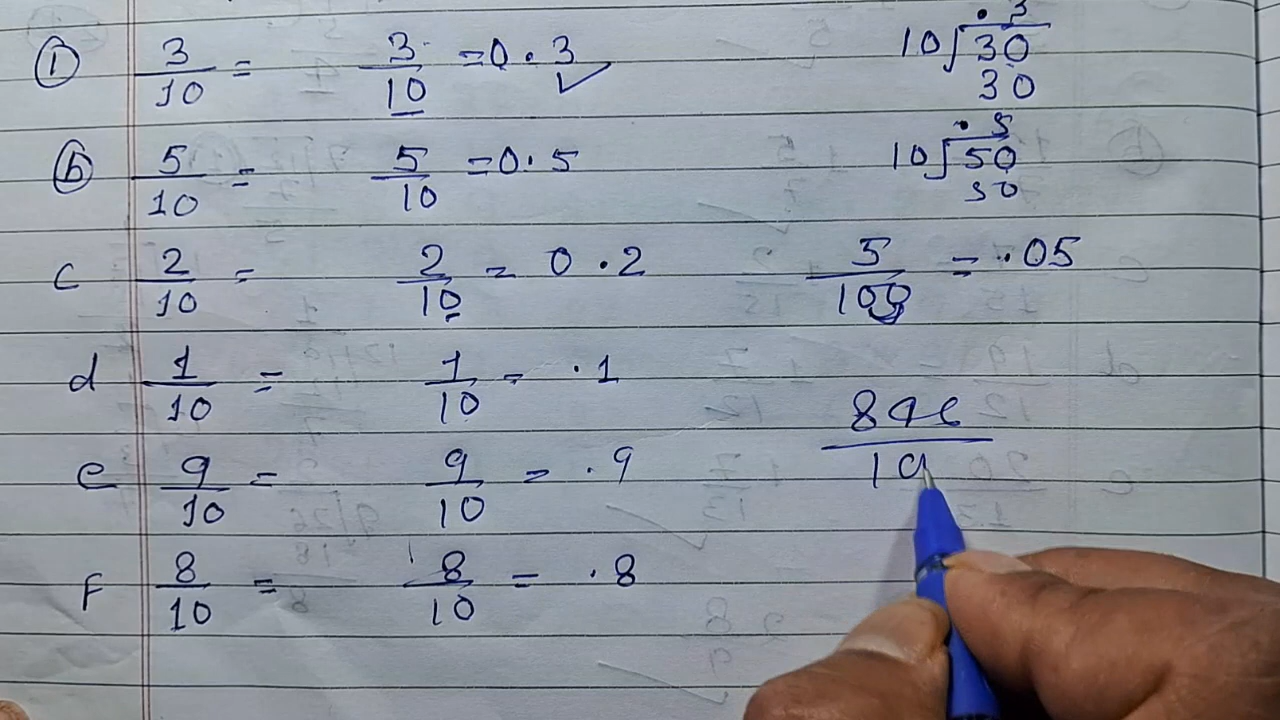 ① 3/10 = 3/10 = 0.3 ✓
.3
10)30
30
ⓑ 5/10 = 5/10 = 0.5
.5
10)50
50
c 2/10 = 2/10 = 0.2
5/100 = .05
d 1/10 = 1/10 = .1
e 9/10 = 9/10 = .9
f 8/10 = 8/10 = .8